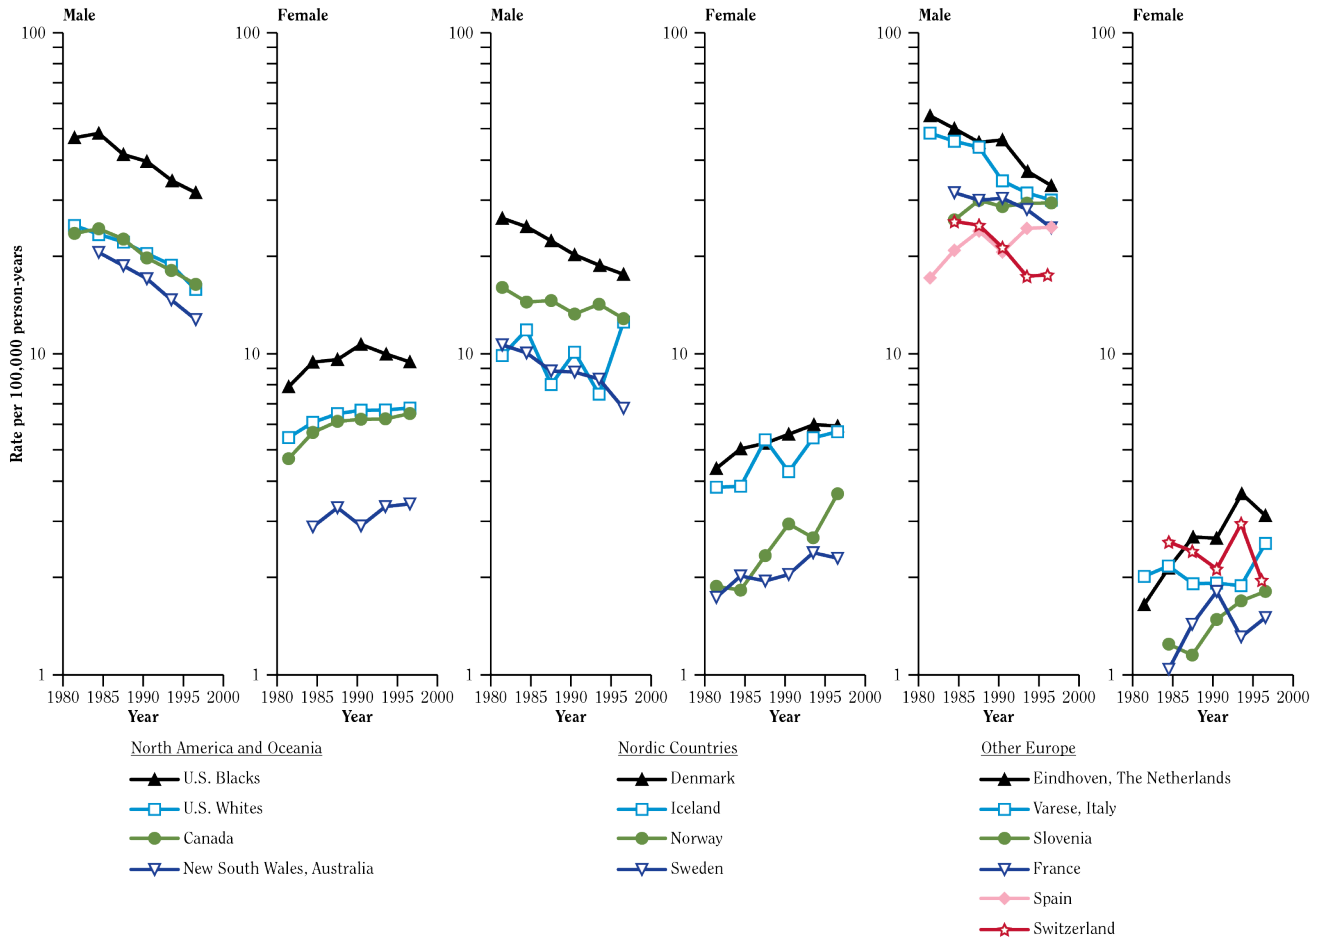 Male Female Male Female Male Female
100 100 100 100 100 100
Rate per 100,000 person-years
10 10 10 10 10 10
1 1 1 1 1 1
1980 1985 1990 1995 2000 1980 1985 1990 1995 2000 1980 1985 1990 1995 2000 1980 1985 1990 1995 2000 1980 1985 1990 1995 2000 1980 1985 1990 1995 2000
Year Year Year Year Year Year
North America and Oceania
U.S. Blacks
U.S. Whites
Canada
New South Wales, Australia
Nordic Countries
Denmark
Iceland
Norway
Sweden
Other Europe
Eindhoven, The Netherlands
Varese, Italy
Slovenia
France
Spain
Switzerland